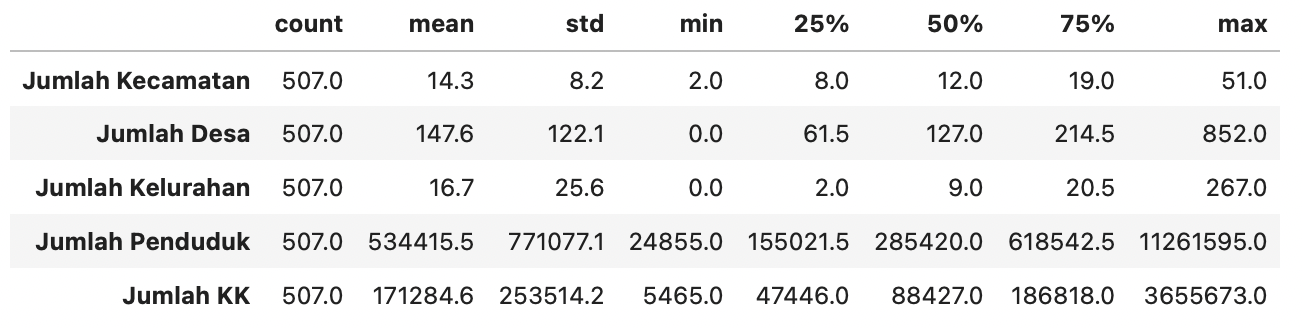 count mean std min 25% 50% 75% max
Jumlah Kecamatan 507.0 14.3 8.2 2.0 8.0 12.0 19.0 51.0
Jumlah Desa 507.0 147.6 122.1 0.0 61.5 127.0 214.5 852.0
Jumlah Kelurahan 507.0 16.7 25.6 0.0 2.0 9.0 20.5 267.0
Jumlah Penduduk 507.0 534415.5 771077.1 24855.0 155021.5 285420.0 618542.5 11261595.0
Jumlah KK 507.0 171284.6 253514.2 5465.0 47446.0 88427.0 186818.0 3655673.0